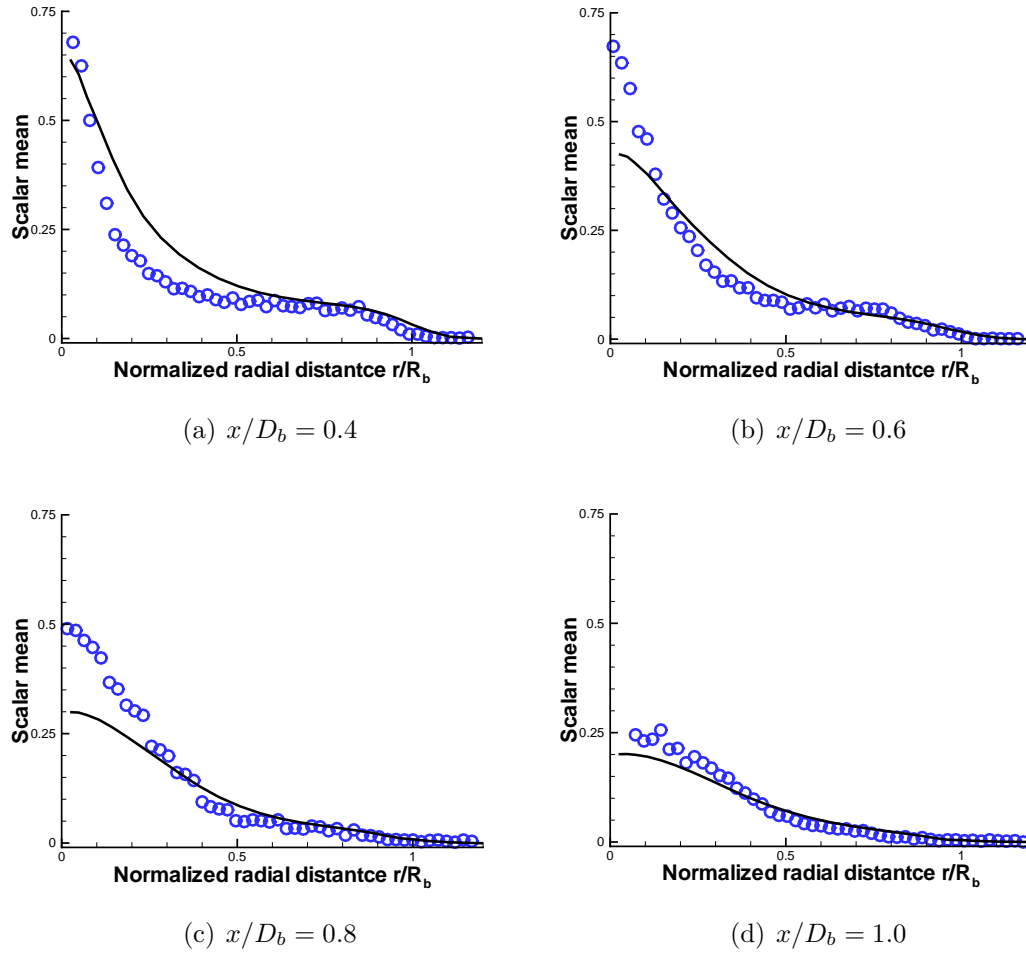 0.75
0.5
0.25
0
Scalar mean
0 0.5 1
Normalized radial distantce r/R_b
(a) x/D_b = 0.4
0.75
0.5
0.25
0
Scalar mean
0 0.5 1
Normalized radial distantce r/R_b
(b) x/D_b = 0.6
0.75
0.5
0.25
0
Scalar mean
0 0.5 1
Normalized radial distantce r/R_b
(c) x/D_b = 0.8
0.75
0.5
0.25
0
Scalar mean
0 0.5 1
Normalized radial distantce r/R_b
(d) x/D_b = 1.0